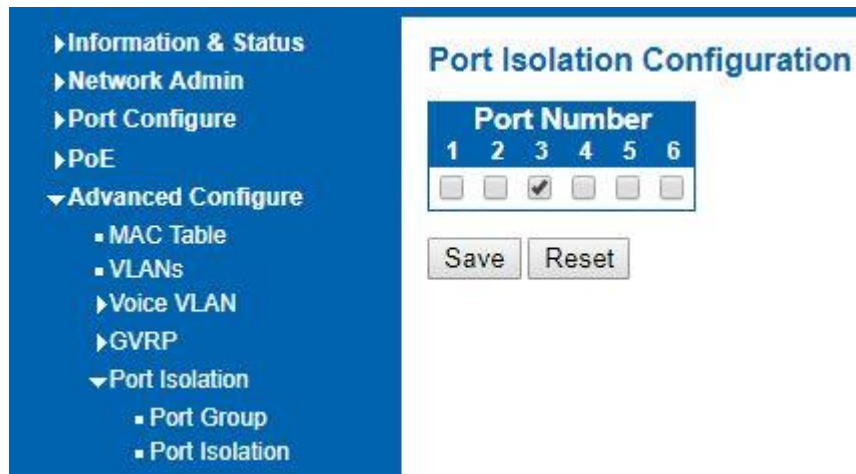 Information & Status
Network Admin
Port Configure
PoE
Advanced Configure
MAC Table
VLANs
Voice VLAN
GVRP
Port Isolation
Port Group
Port Isolation
Port Isolation Configuration
Port Number
1 2 3 4 5 6
Save Reset